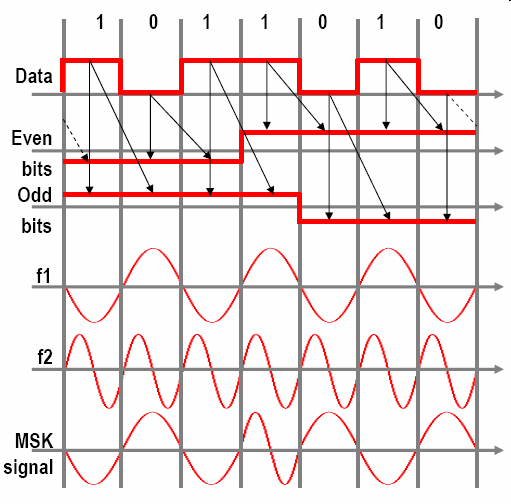 1 0 1 1 0 1 0
Data
Even
bits
Odd
bits
f1
f2
MSK
signal